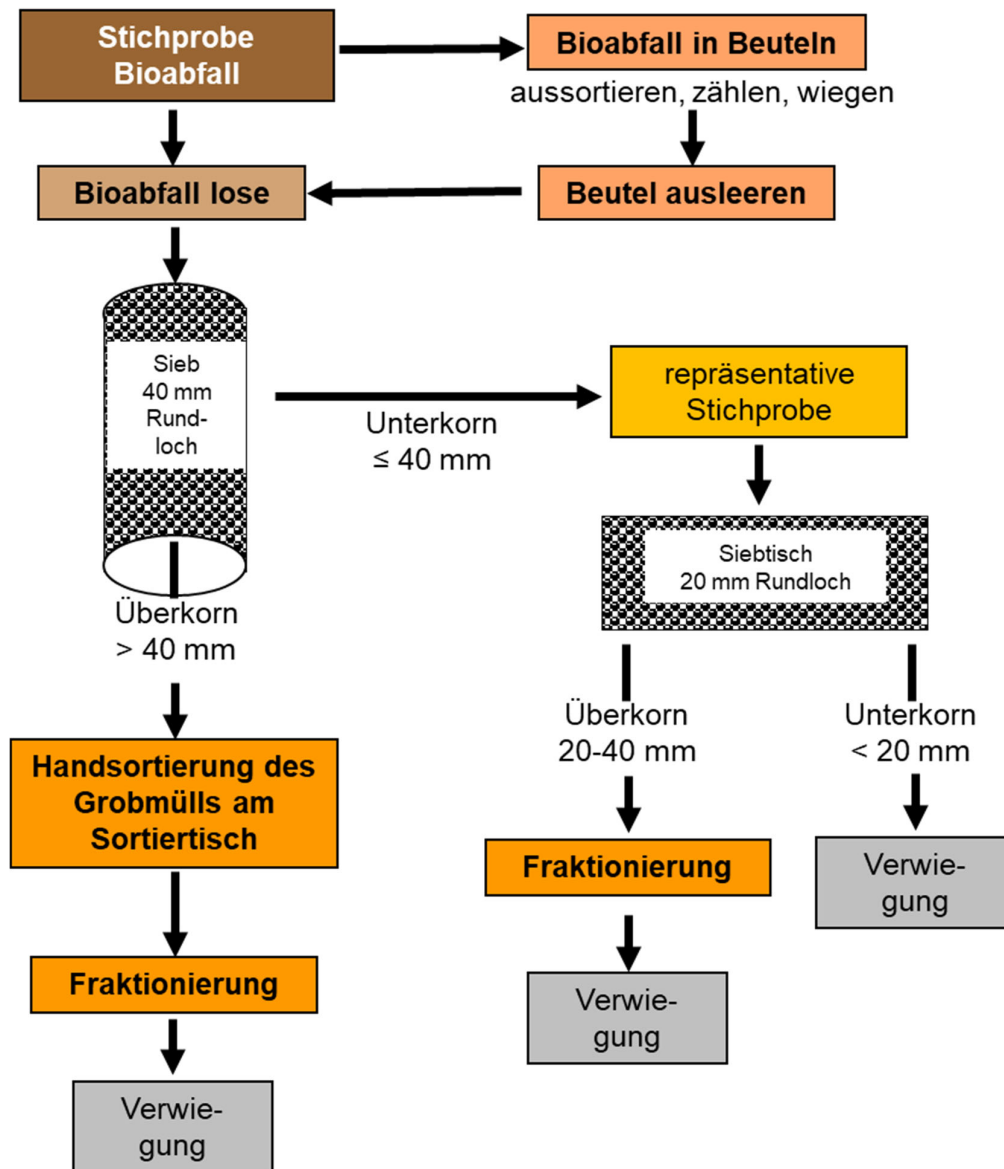 Stichprobe
Bioabfall
Bioabfall in Beuteln
aussortieren, zählen, wiegen
Bioabfall lose
Beutel ausleeren
Sieb
40 mm
Rund-
loch
Unterkorn
≤ 40 mm
repräsentative
Stichprobe
Siebtisch
20 mm Rundloch
Überkorn
> 40 mm
Überkorn
20-40 mm
Unterkorn
< 20 mm
Handsortierung des
Grobmülls am
Sortiertisch
Fraktionierung
Verwie-
gung
Fraktionierung
Verwie-
gung
Verwie-
gung